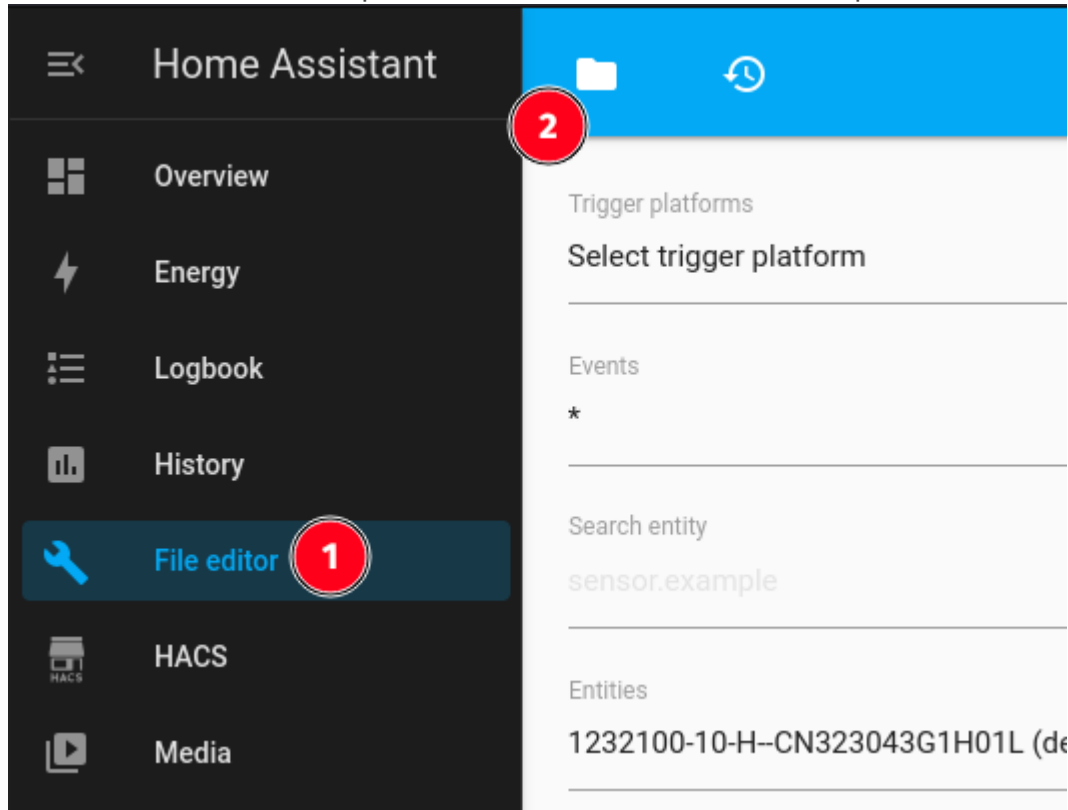 Home Assistant
2
Overview
Energy
Logbook
History
File editor 1
HACS
HACS
Media
Trigger platforms
Select trigger platform
Events
*
Search entity
sensor.example
Entities
1232100-10-H--CN323043G1H01L (de